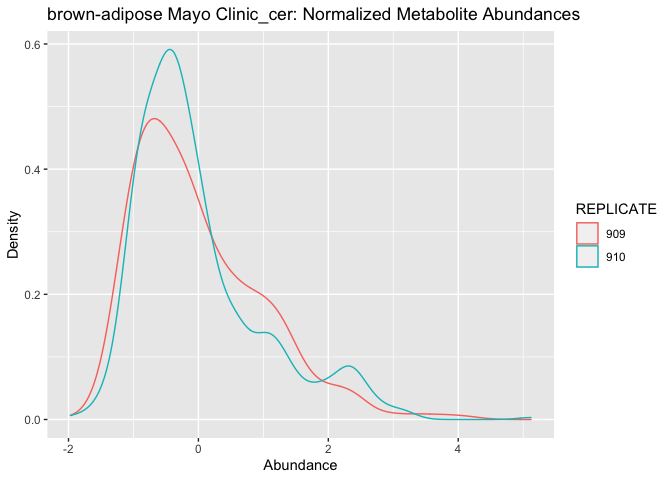 brown-adipose Mayo Clinic_cer: Normalized Metabolite Abundances
0.6
0.4
0.2
0.0
Density
-2
0
2
4
Abundance
REPLICATE
909
910